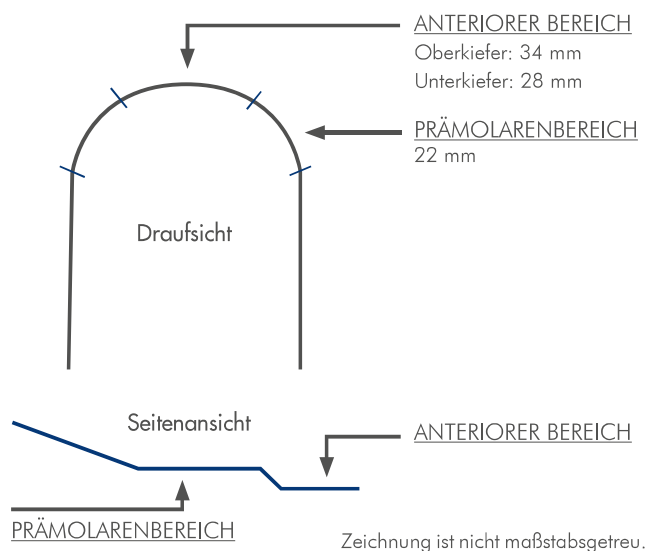 ANTERIORER BEREICH
Oberkiefer: 34 mm
Unterkiefer: 28 mm
PRÄMOLARENBEREICH
22 mm
Draufsicht
Seitenansicht
ANTERIORER BEREICH
PRÄMOLARENBEREICH
Zeichnung ist nicht maßstabsgetreu.